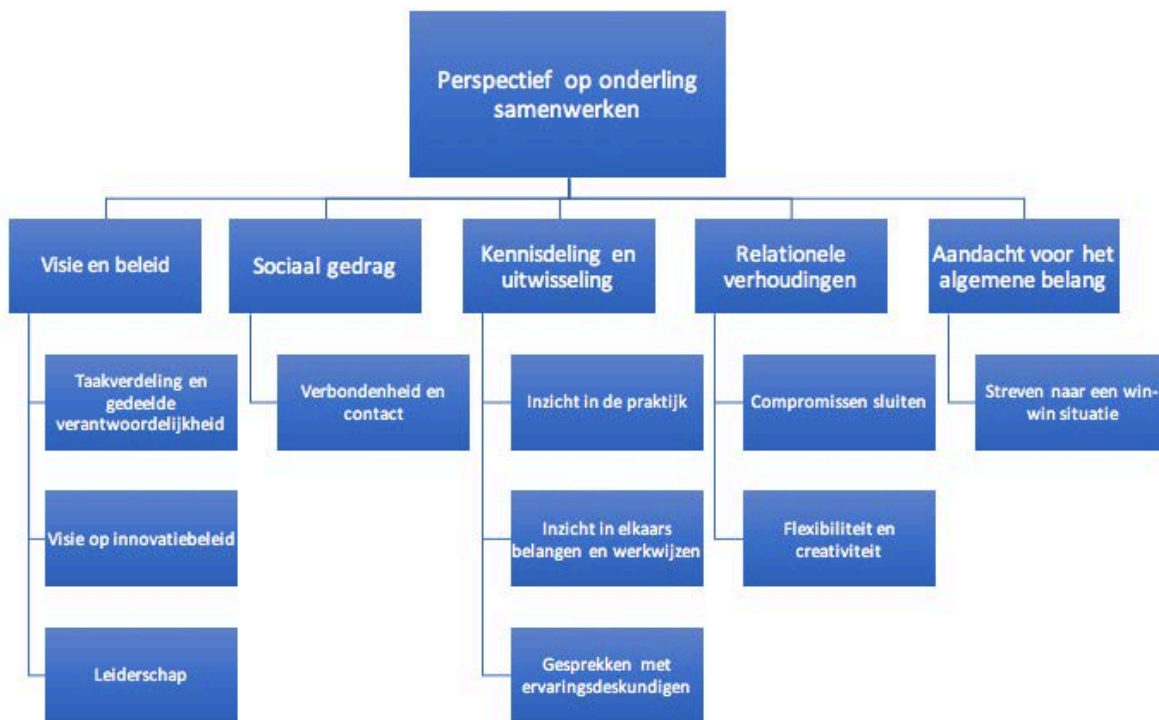 Perspectief op onderling
samenwerken
Visie en beleid
Sociaal gedrag
Kennisdeling en
uitwisseling
Relationele
verhoudingen
Aandacht voor het
algemene belang
Taakverdeling en
gedeelde
verantwoordelijkheid
Verbondenheid en
contact
Inzicht in de praktijk
Compromissen sluiten
Streven naar een win-
win situatie
Visie op innovatiebeleid
Inzicht in elkaars
belangen en werkwijzen
Flexibiliteit en
creativiteit
Leiderschap
Gesprekken met
ervaringsdeskundigen